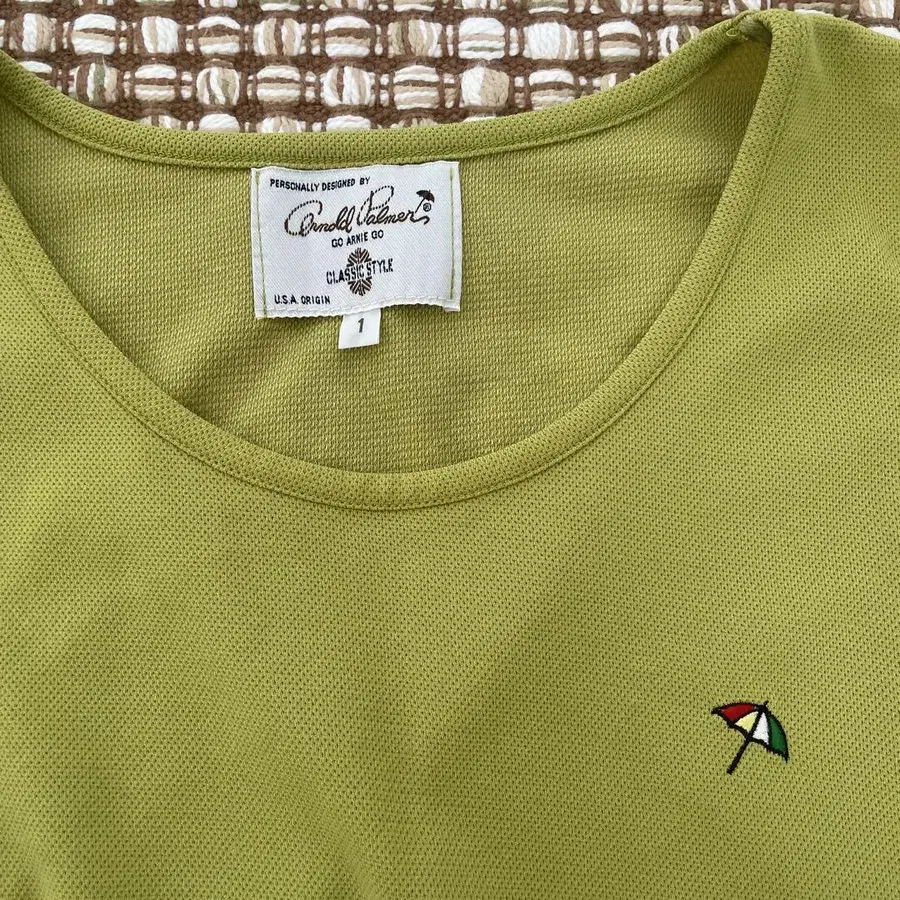 PERSONALLY DESIGNED BY
Arnold Palmer ®
GO ARNIE GO
CLASSIC STYLE
U.S.A. ORIGIN
1